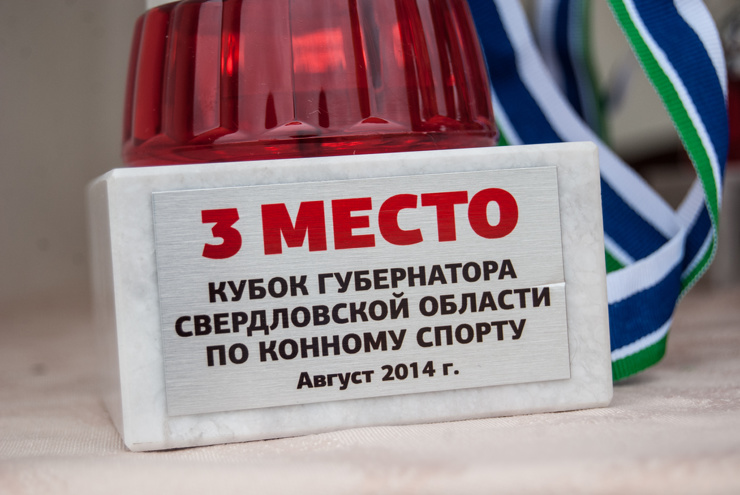 3 МЕСТО
КУБОК ГУБЕРНАТОРА
СВЕРДЛОВСКОЙ ОБЛАСТИ
ПО КОННОМУ СПОРТУ
Август 2014 г.